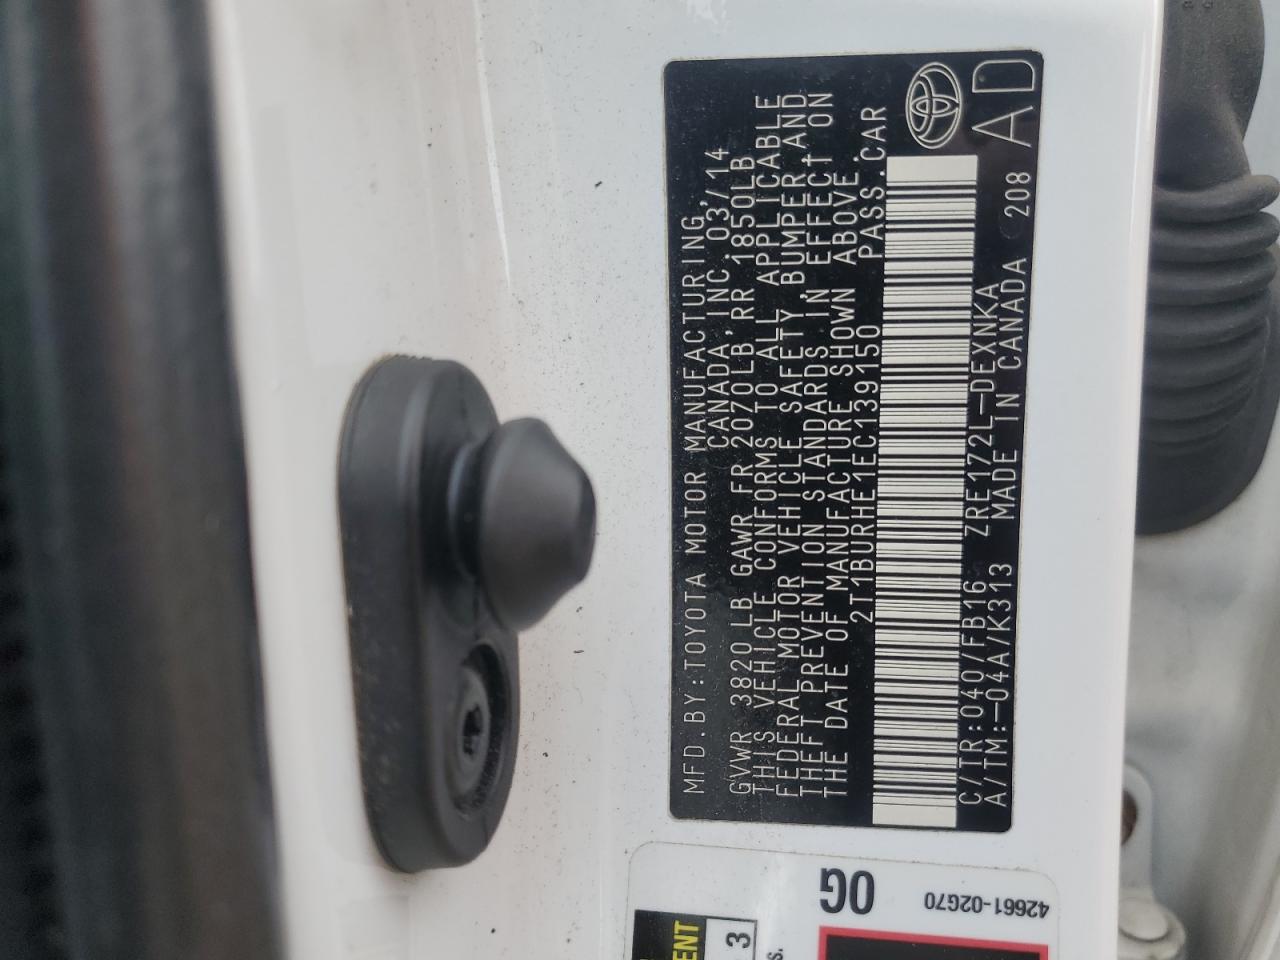 MFD.BY:TOYOTA MOTOR MANUFACTURING,
CANADA,INC.03/14
GVWR 3820LB GAWR FR 2070LB,RR 1850LB
THIS VEHICLE CONFORMS TO ALL APPLICABLE
FEDERAL MOTOR VEHICLE SAFETY,BUMPER,AND
THEFT PREVENTION STANDARDS IN EFFECT ON
THE DATE OF MANUFACTURE SHOWN ABOVE.
2T1BURHE1EC139150 PASS.CAR
C/TR:040/FB16 ZRE172L-DEXNKA
A/TM:-04A/K313 MADE IN CANADA 208
AD
OG
42661-02G70
ENT
3
s.